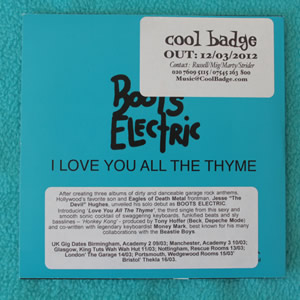 cool badge
OUT: 12/03/2012
Contact : Russell/Mig/Marty/Strider
020 7609 5115 / 07545 163 800
Music@CoolBadge.com
BOOTS
ELECTRIC
I LOVE YOU ALL THE THYME
After creating three albums of dirty and danceable garage rock anthems,
Hollywood's favorite son and Eagles of Death Metal frontman, Jesse "The
Devil" Hughes, unveiled his solo debut as BOOTS ELECTRIC
Introducing 'Love You All The Thyme', the third single from this sexy and
smooth sonic cocktail of swaggering keyboards, funkified beats and sly
basslines – 'Honkey Kong' - produced by Tony Hoffer (Beck, Depeche Mode)
and co-written with legendary keyboardist Money Mark, best known for his
many collaborations with the Beastie Boys.
UK Gig Dates Birmingham, Academy 2 09/03; Manchester, Academy 3 10/03;
Glasgow, King Tuts Wah Wah Hut 11/03; Nottingham, Rescue Rooms 13/03;
London' The Garage 14/03; Portsmouth, Wedgewood Rooms 15/03'
Bristol' Thekla 16/03.